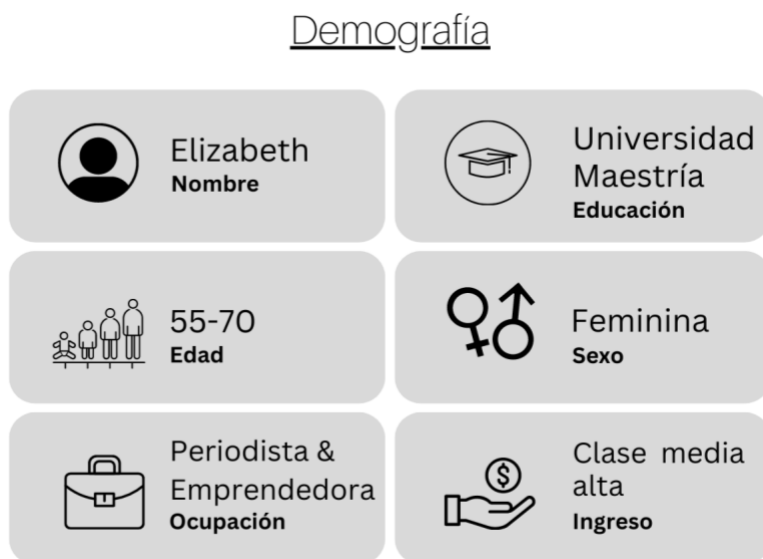 Demografía
Elizabeth
Nombre
Universidad
Maestría
Educación
55-70
Edad
Feminina
Sexo
Periodista &
Emprendedora
Ocupación
$
Clase media
alta
Ingreso